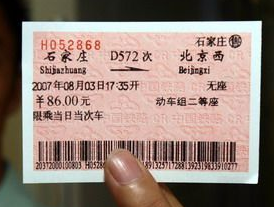 H052868 石家庄 售
石家庄 D572次 北京西
Shijiazhuang Beijingxi
2007年08月03日17:35开 无座
￥86.00元 动车组二等座
限乘当日当次车